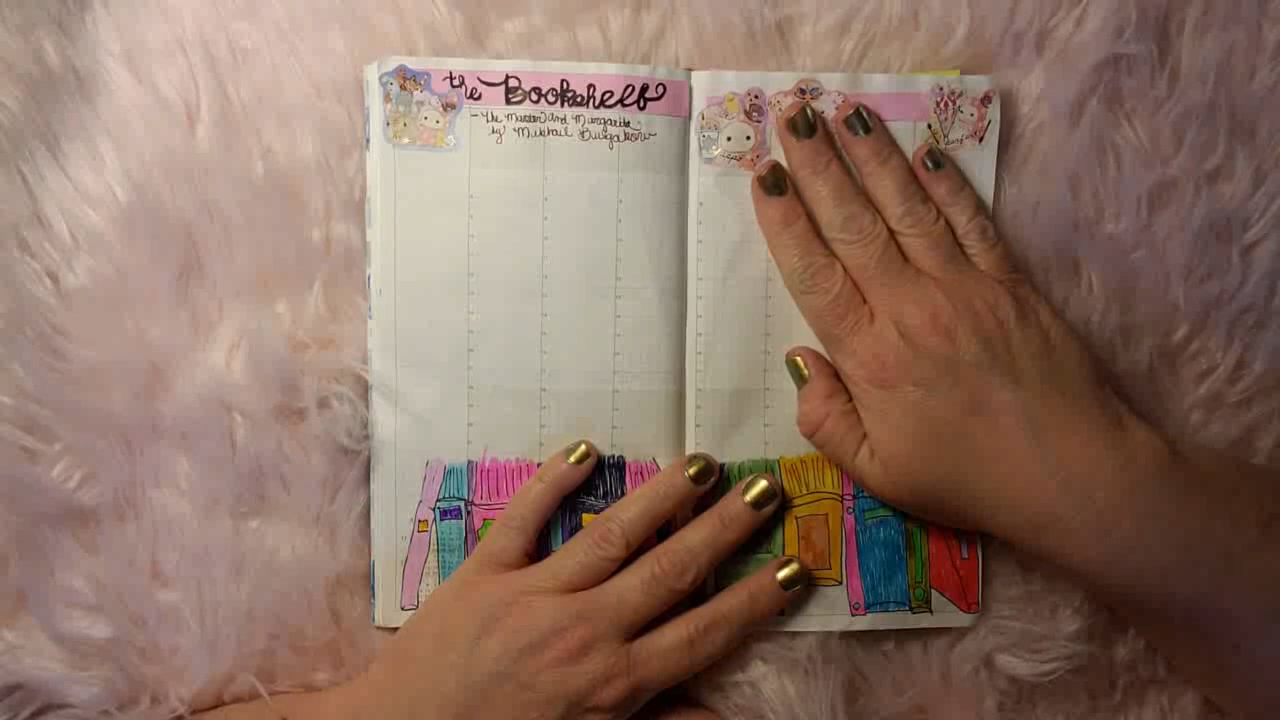 the Bookshelf
- The Master and Margarita
by Mikhail Bulgakov